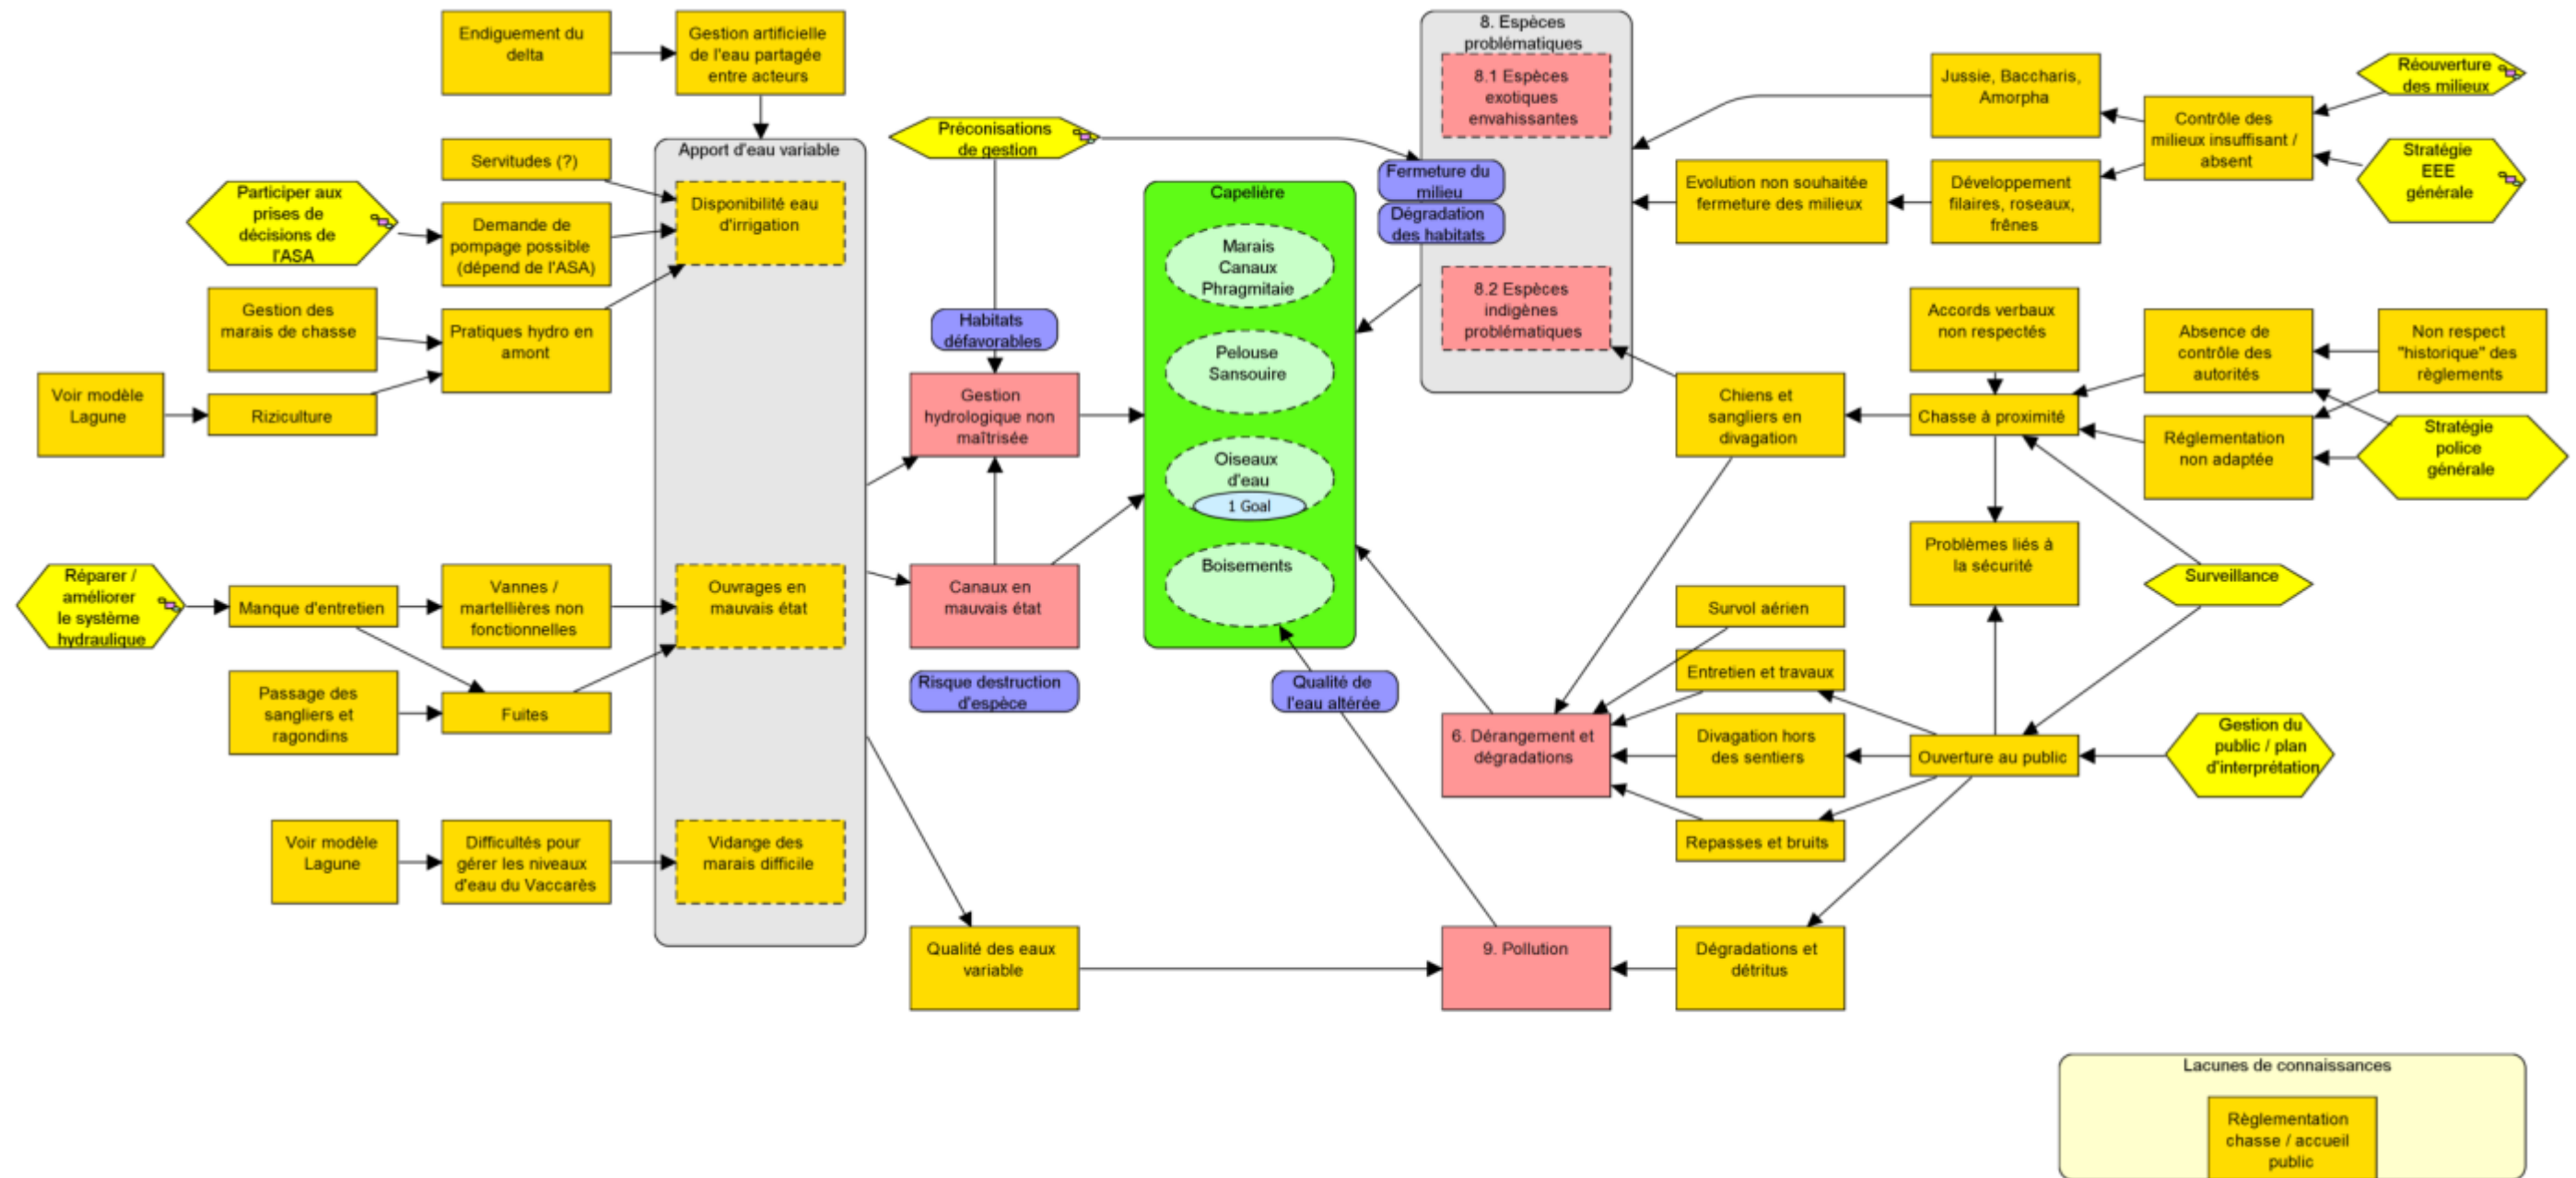 Endiguement du
delta
Gestion artificielle
de l'eau partagée
entre acteurs
Servitudes (?)
Participer aux
prises de
décisions de
l'ASA
Demande de
pompage possible
(dépend de l'ASA)
Gestion des
marais de chasse
Pratiques hydro en
amont
Voir modèle
Lagune
Riziculture
Apport d'eau variable
Disponibilité eau
d'irrigation
Réparer /
améliorer
le système
hydraulique
Manque d'entretien
Vannes /
martellières non
fonctionnelles
Ouvrages en
mauvais état
Passage des
sangliers et
ragondins
Fuites
Voir modèle
Lagune
Difficultés pour
gérer les niveaux
d'eau du Vaccarès
Vidange des
marais difficile
Préconisations
de gestion
Habitats
défavorables
Gestion
hydrologique non
maîtrisée
Canaux en
mauvais état
Risque destruction
d'espèce
Qualité des eaux
variable
Capelière
Marais
Canaux
Phragmitaie
Pelouse
Sansouire
Oiseaux
d'eau
1 Goal
Boisements
Qualité de
l'eau altérée
8. Espèces
problématiques
8.1 Espèces
exotiques
envahissantes
Fermeture du
milieu
Dégradation
des habitats
8.2 Espèces
indigènes
problématiques
6. Dérangement et
dégradations
9. Pollution
Jussie, Baccharis,
Amorpha
Contrôle des
milieux insuffisant /
absent
Réouverture
des milieux
Stratégie
EEE
générale
Evolution non souhaitée
fermeture des milieux
Développement
filaires, roseaux,
frênes
Accords verbaux
non respectés
Absence de
contrôle des
autorités
Non respect
"historique" des
règlements
Chiens et
sangliers en
divagation
Chasse à proximité
Réglementation
non adaptée
Stratégie
police
générale
Problèmes liés à
la sécurité
Surveillance
Survol aérien
Entretien et travaux
Divagation hors
des sentiers
Ouverture au public
Gestion du
public / plan
d'interprétation
Repasses et bruits
Dégradations et
détritus
Lacunes de connaissances
Règlementation
chasse / accueil
public